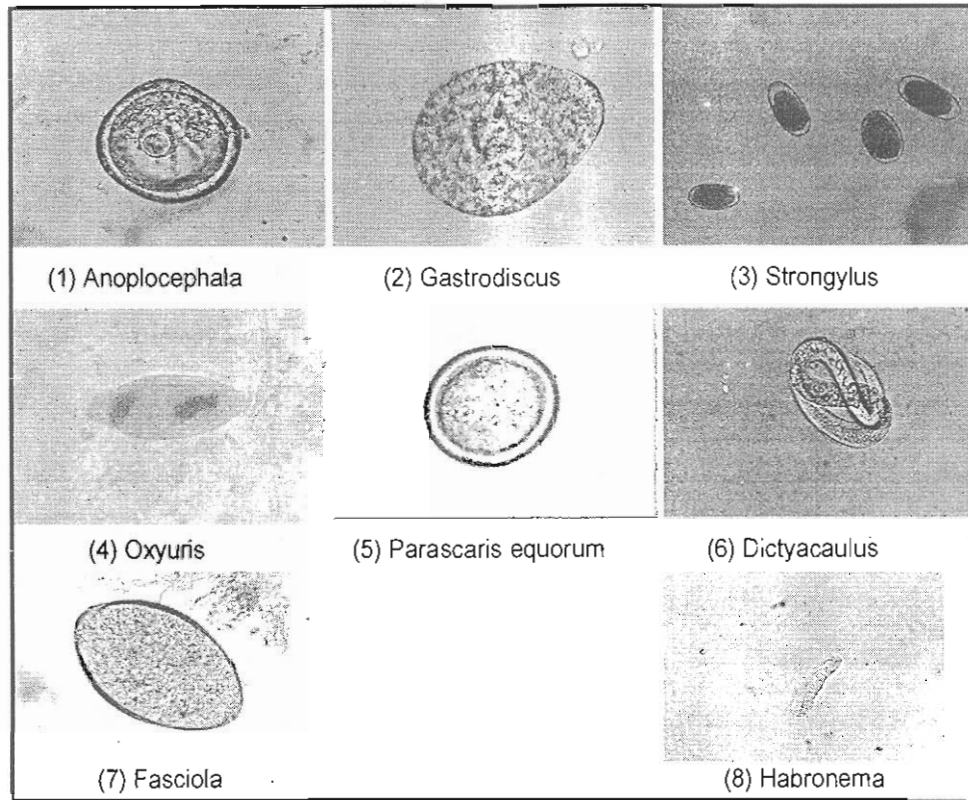 (1) Anoplocephala
(2) Gastrodiscus
(3) Strongylus
(4) Oxyuris
(5) Parascaris equorum
(6) Dictyacaulus
(7) Fasciola
(8) Habronema